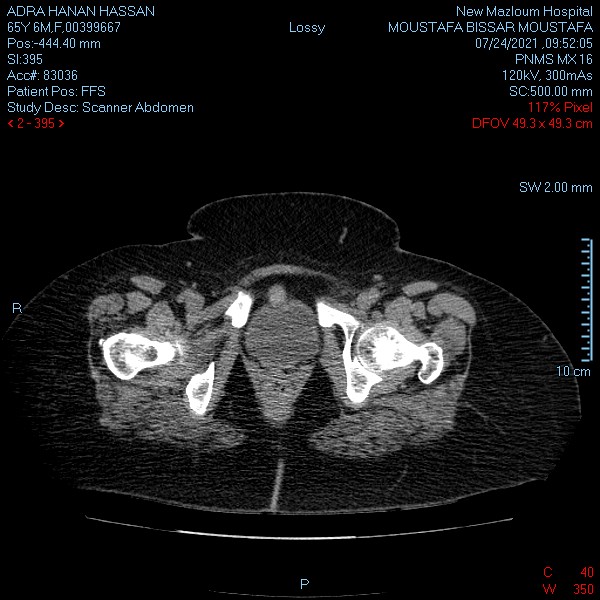 ADRA HANAN HASSAN
65Y 6M,F,00399667
Pos:-444.40 mm
SI:395
Acc#: 83036
Patient Pos: FFS
Study Desc: Scanner Abdomen
< 2 - 395 >
Lossy
New Mazloum Hospital
MOUSTAFA BISSAR MOUSTAFA
07/24/2021 ,09:52:05
PNMS MX 16
120kV, 300mAs
SC:500.00 mm
117% Pixel
DFOV 49.3 x 49.3 cm
SW 2.00 mm
R
10 cm
P
C 40
W 350